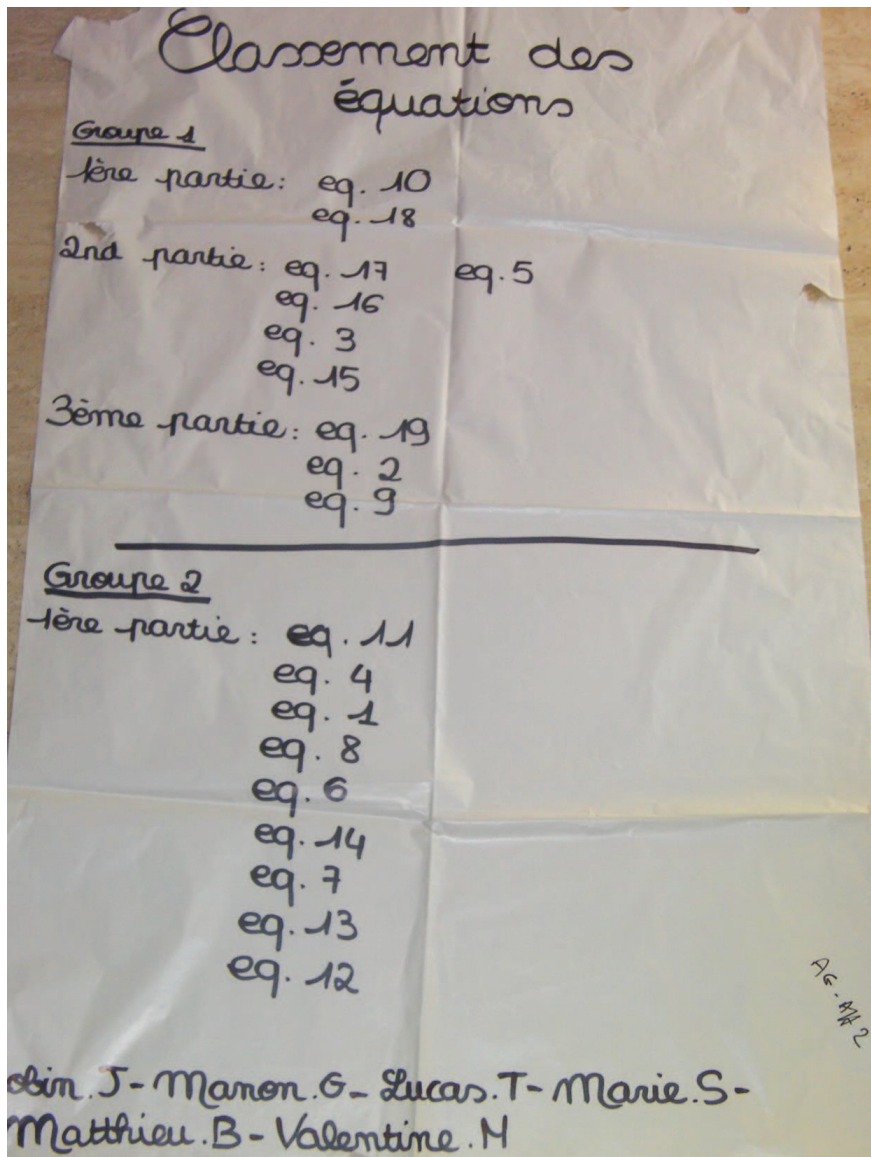 Classement des
équations
Groupe 1
1ère partie: eq. 10
eq. 18
2nd partie: eq. 17 eq. 5
eq. 16
eq. 3
eq. 15
3ème partie: eq. 19
eq. 2
eq. 9
Groupe 2
1ère partie: eq. 11
eq. 4
eq. 1
eq. 8
eq. 6
eq. 14
eq. 7
eq. 13
eq. 12
obin.J-Manon.G-Lucas.T-Marie.S-
Matthieu.B-Valentine.M